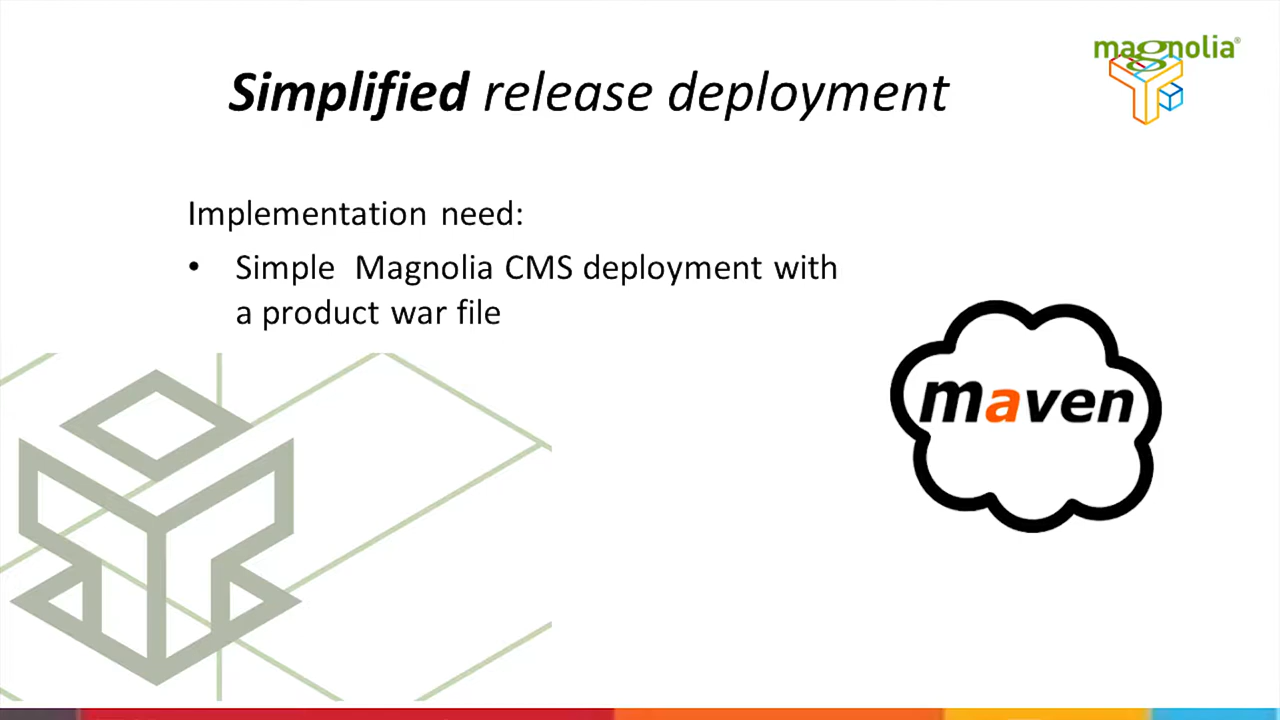 magnolia®
Simplified release deployment
Implementation need:
• Simple Magnolia CMS deployment with
a product war file
maven